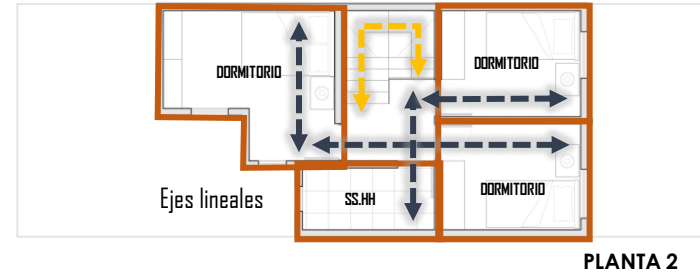 DORMITORIO
DORMITORIO
Ejes lineales
SS.HH
DORMITORIO
PLANTA 2